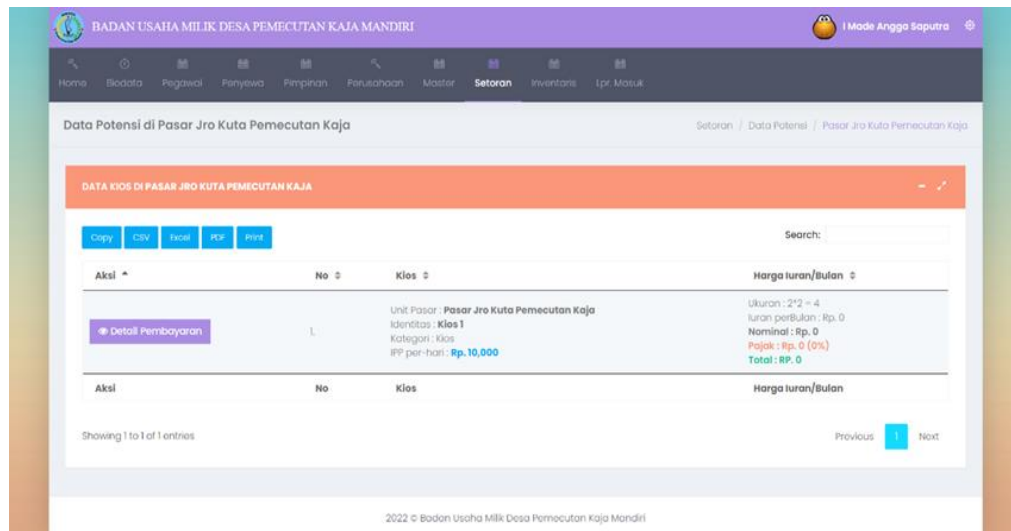 BADAN USAHA MILIK DESA PEMECUTAN KAJA MANDIRI
I Made Angga Saputra
Home Biodata Pegawai Penyewa Pimpinan Perusahaan Master Setoran Inventaris Lpr. Masuk
Data Potensi di Pasar Jro Kuta Pemecutan Kaja
Setoran / Data Potensi / Pasar Jro Kuta Pemecutan Kaja
DATA KIOS DI PASAR JRO KUTA PEMECUTAN KAJA
Copy CSV Excel PDF Print
Search:
Aksi No Kios Harga Iuran/Bulan
Detail Pembayaran
1.
Unit Pasar : Pasar Jro Kuta Pemecutan Kaja
Identitas : Kios 1
Kategori : Kios
IPP per-hari : Rp. 10,000
Ukuran : 2*2 = 4
Iuran perBulan : Rp. 0
Nominal : Rp. 0
Pajak : Rp. 0 (0%)
Total : RP. 0
Aksi No Kios Harga Iuran/Bulan
Showing 1 to 1 of 1 entries
Previous 1 Next
2022 © Badan Usaha Milik Desa Pemecutan Kaja Mandiri